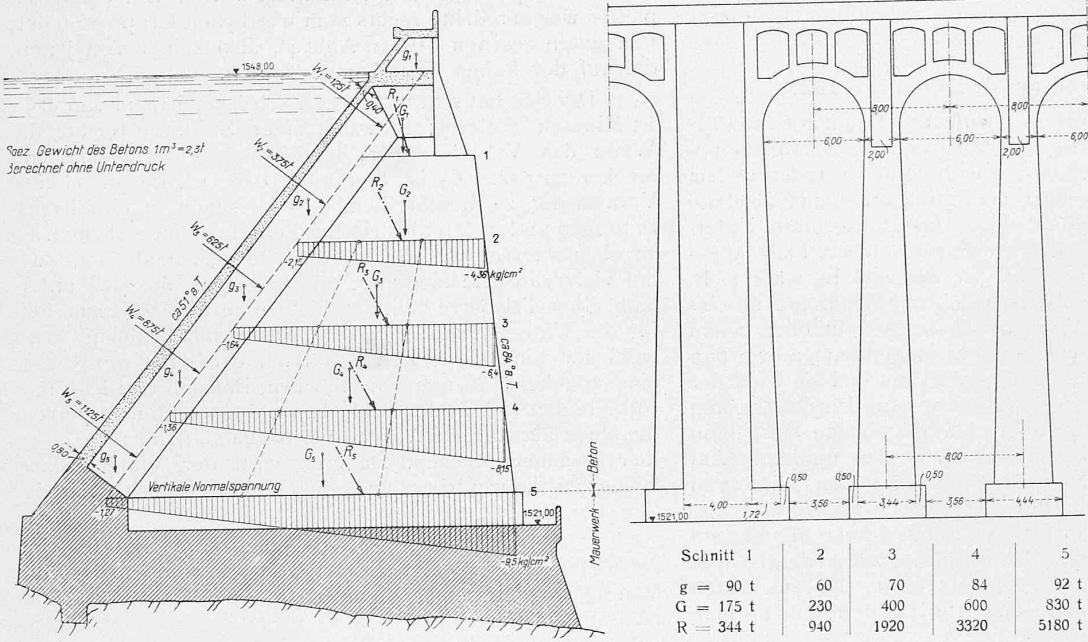 1548,00
g₁
W₁=125t
0,40
R₁
G₁
1
Spez. Gewicht des Betons 1m³=2,3t
Berechnet ohne Unterdruck
W₂=375t
R₂
G₂
g₂
2
-2,15
-4,36 kg/cm²
W₃=625t
R₃
G₃
ca 51° a. T.
g₃
3
-1,64
-6,4
ca 84° a. T.
W₄=875t
g₄
G₄
R₄
4
-1,36
-8,15
W₅=1125t
0,90
g₅
G₅
R₅
Vertikale Normalspannung
5
-1,27
1521,00
-9,5 kg/cm²
Mauerwerk
Beton
8,00
8,00
6,00
6,00
6,00
2,00
2,00
8,00
0,50
0,50
0,50
4,00
1,72
3,56
3,44
3,56
4,44
1521,00
Schnitt 1 2 3 4 5
g = 90 t 60 70 84 92 t
G = 175 t 230 400 600 830 t
R = 344 t 940 1920 3320 5180 t